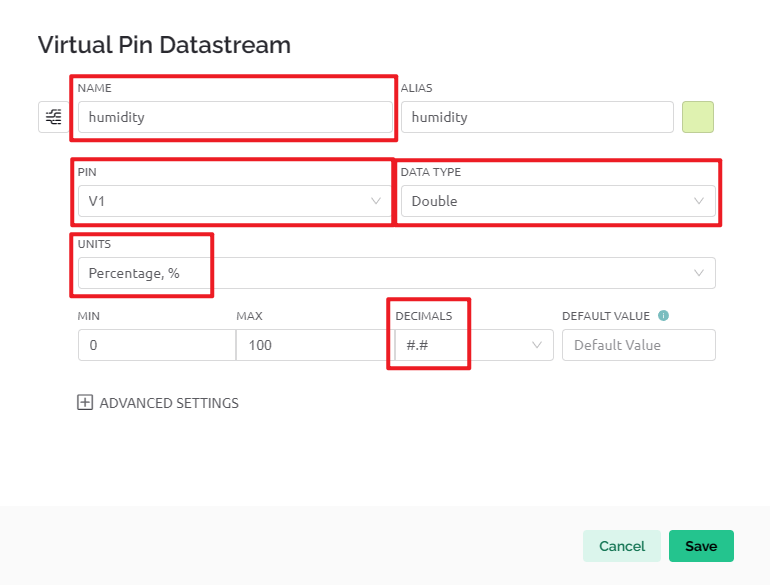 Virtual Pin Datastream
NAME
ALIAS
humidity
humidity
PIN
DATA TYPE
V1
Double
UNITS
Percentage, %
MIN
MAX
DECIMALS
DEFAULT VALUE
0
100
#.#
Default Value
ADVANCED SETTINGS
Cancel
Save